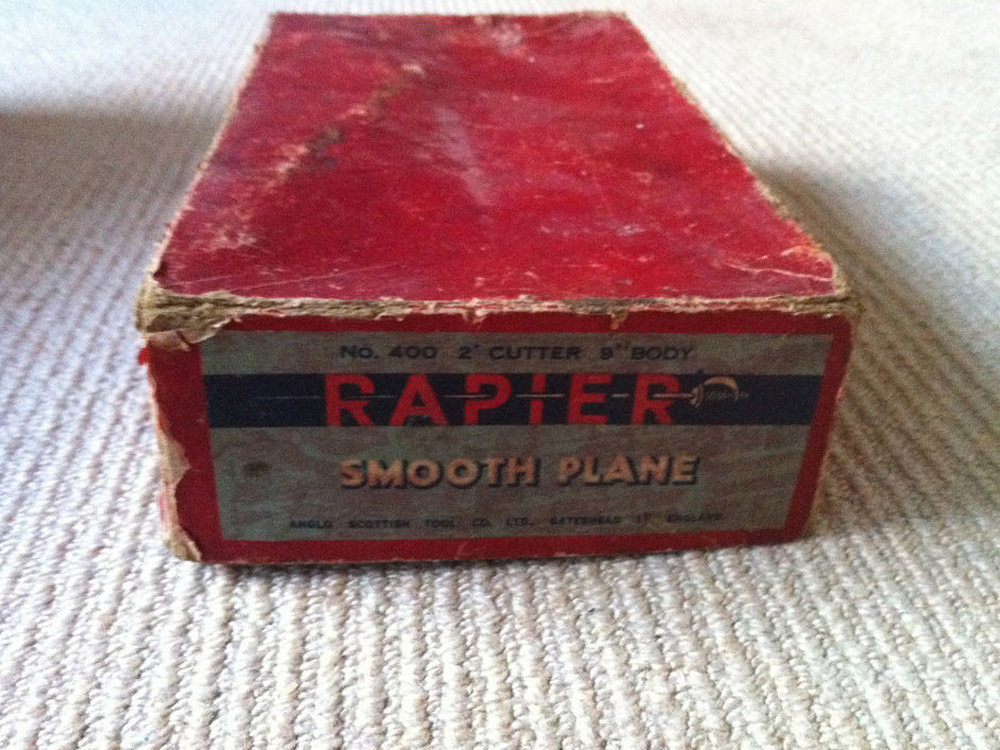 No. 400 2" CUTTER 9" BODY
RAPIER
SMOOTH PLANE
ANGLO SCOTTISH TOOL CO. LTD. GATESHEAD 11 ENGLAND